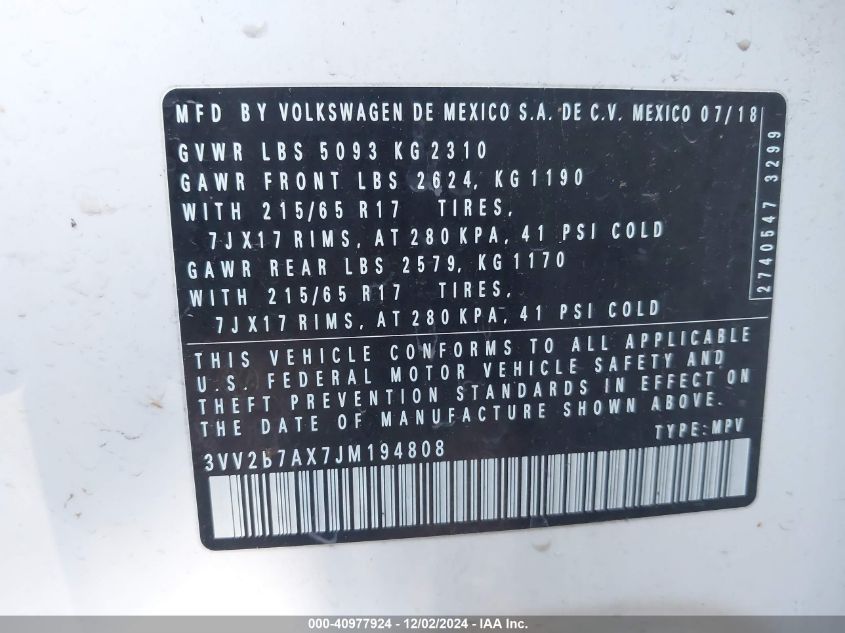 MFD BY VOLKSWAGEN DE MEXICO S.A. DE C.V. MEXICO 07/18
GVWR LBS 5093 KG 2310
GAWR FRONT LBS 2624, KG 1190
WITH 215/65 R17 TIRES,
7JX17 RIMS, AT 280 KPA, 41 PSI COLD
GAWR REAR LBS 2579, KG 1170
WITH 215/65 R17 TIRES,
7JX17 RIMS, AT 280 KPA, 41 PSI COLD
2740547 3299
THIS VEHICLE CONFORMS TO ALL APPLICABLE
U.S. FEDERAL MOTOR VEHICLE SAFETY AND
THEFT PREVENTION STANDARDS IN EFFECT ON
THE DATE OF MANUFACTURE SHOWN ABOVE.
TYPE: MPV
3VV2b7AX7JM194808
000-40977924 - 12/02/2024 - IAA Inc.